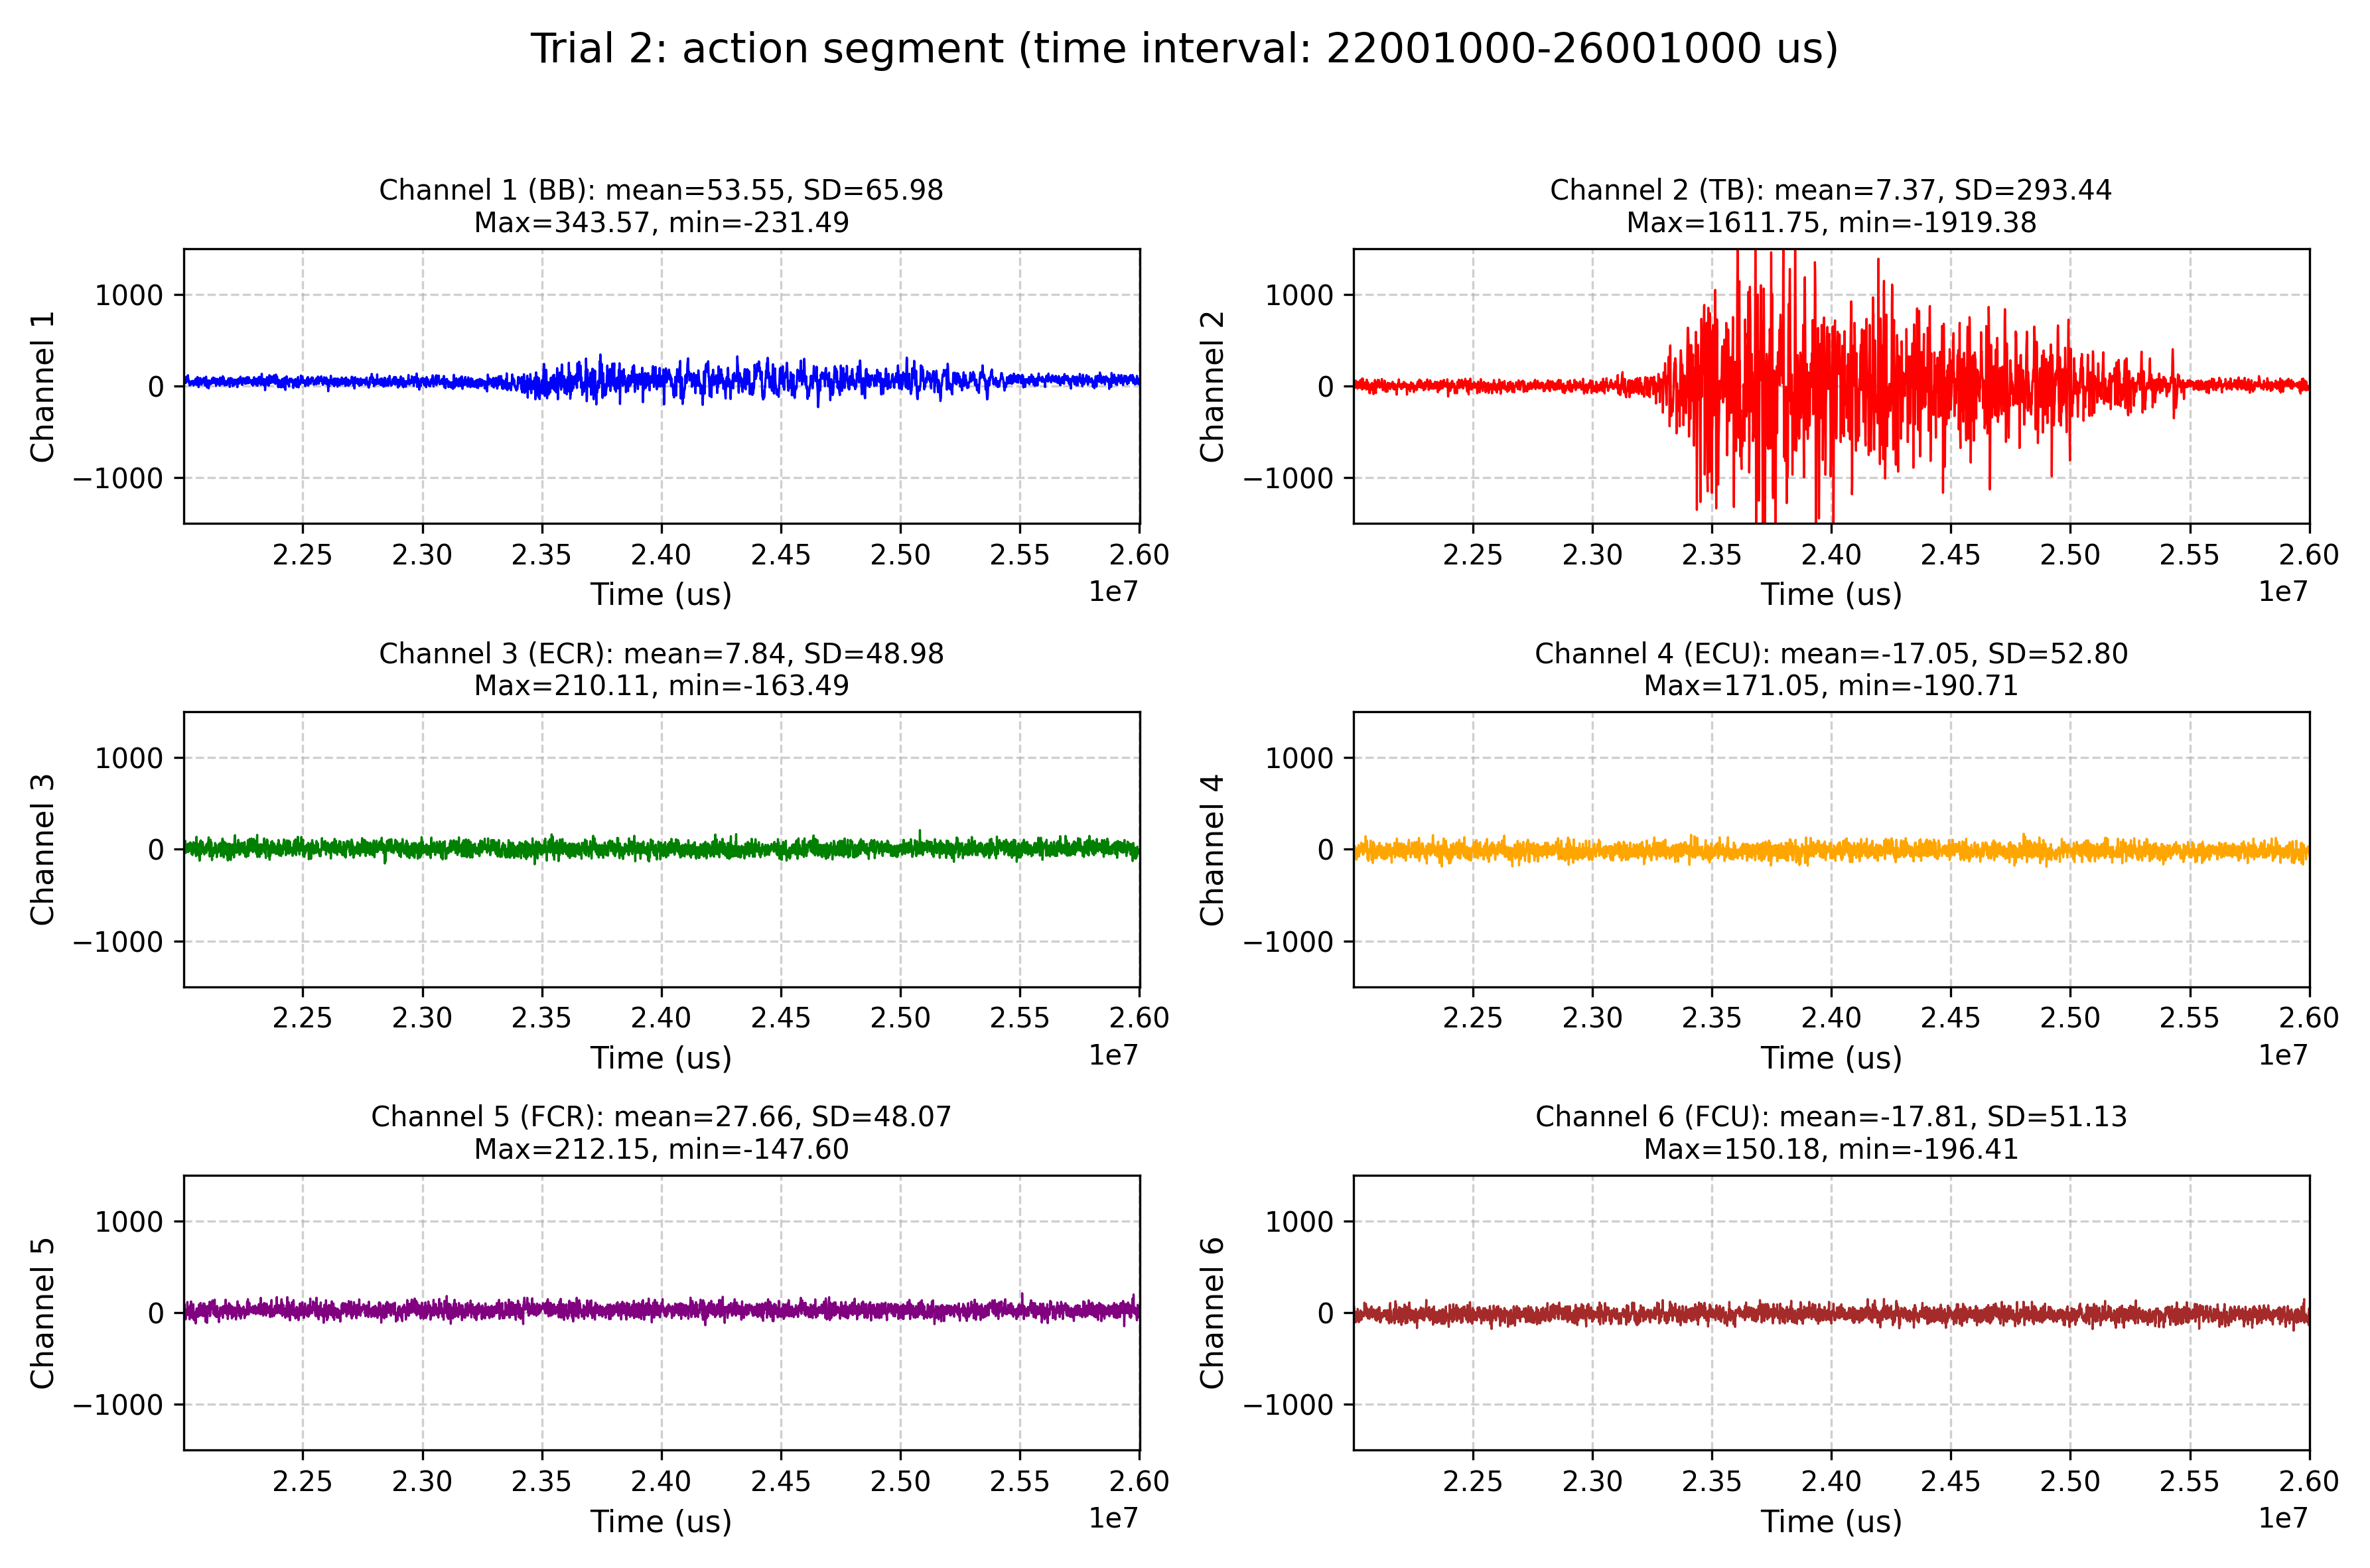 Trial 2: action segment (time interval: 22001000-26001000 us)
Channel 1 (BB): mean=53.55, SD=65.98
Max=343.57, min=-231.49
Channel 1
1000
0
−1000
2.25 2.30 2.35 2.40 2.45 2.50 2.55 2.60
Time (us)
1e7
Channel 2 (TB): mean=7.37, SD=293.44
Max=1611.75, min=-1919.38
Channel 2
1000
0
−1000
2.25 2.30 2.35 2.40 2.45 2.50 2.55 2.60
Time (us)
1e7
Channel 3 (ECR): mean=7.84, SD=48.98
Max=210.11, min=-163.49
Channel 3
1000
0
−1000
2.25 2.30 2.35 2.40 2.45 2.50 2.55 2.60
Time (us)
1e7
Channel 4 (ECU): mean=-17.05, SD=52.80
Max=171.05, min=-190.71
Channel 4
1000
0
−1000
2.25 2.30 2.35 2.40 2.45 2.50 2.55 2.60
Time (us)
1e7
Channel 5 (FCR): mean=27.66, SD=48.07
Max=212.15, min=-147.60
Channel 5
1000
0
−1000
2.25 2.30 2.35 2.40 2.45 2.50 2.55 2.60
Time (us)
1e7
Channel 6 (FCU): mean=-17.81, SD=51.13
Max=150.18, min=-196.41
Channel 6
1000
0
−1000
2.25 2.30 2.35 2.40 2.45 2.50 2.55 2.60
Time (us)
1e7